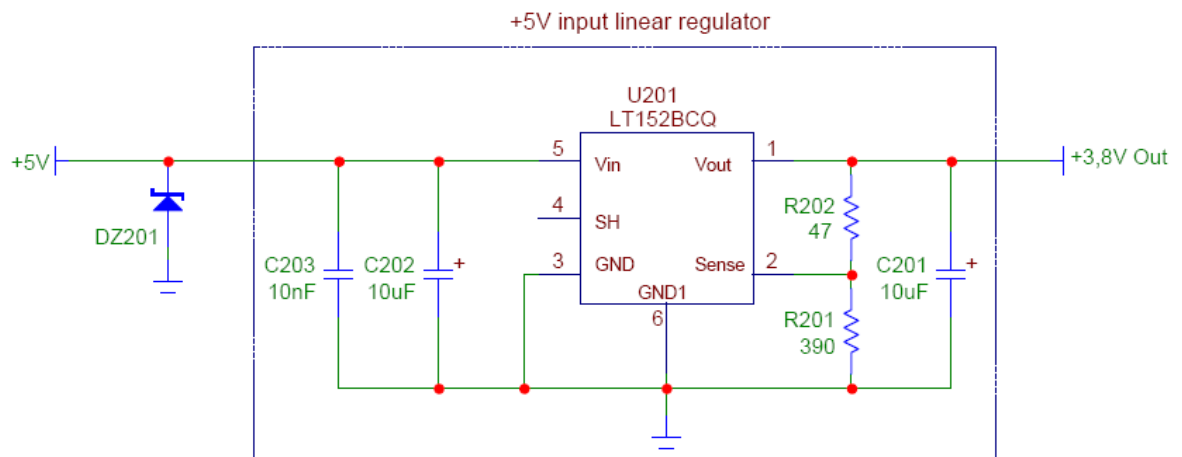 +5V input linear regulator
U201
LT152BCQ
+5V
5
Vin
Vout
1
+3,8V Out
4
SH
R202
47
DZ201
3
GND
Sense
2
C203
10nF
C202
10uF
+
GND1
6
C201
10uF
+
R201
390